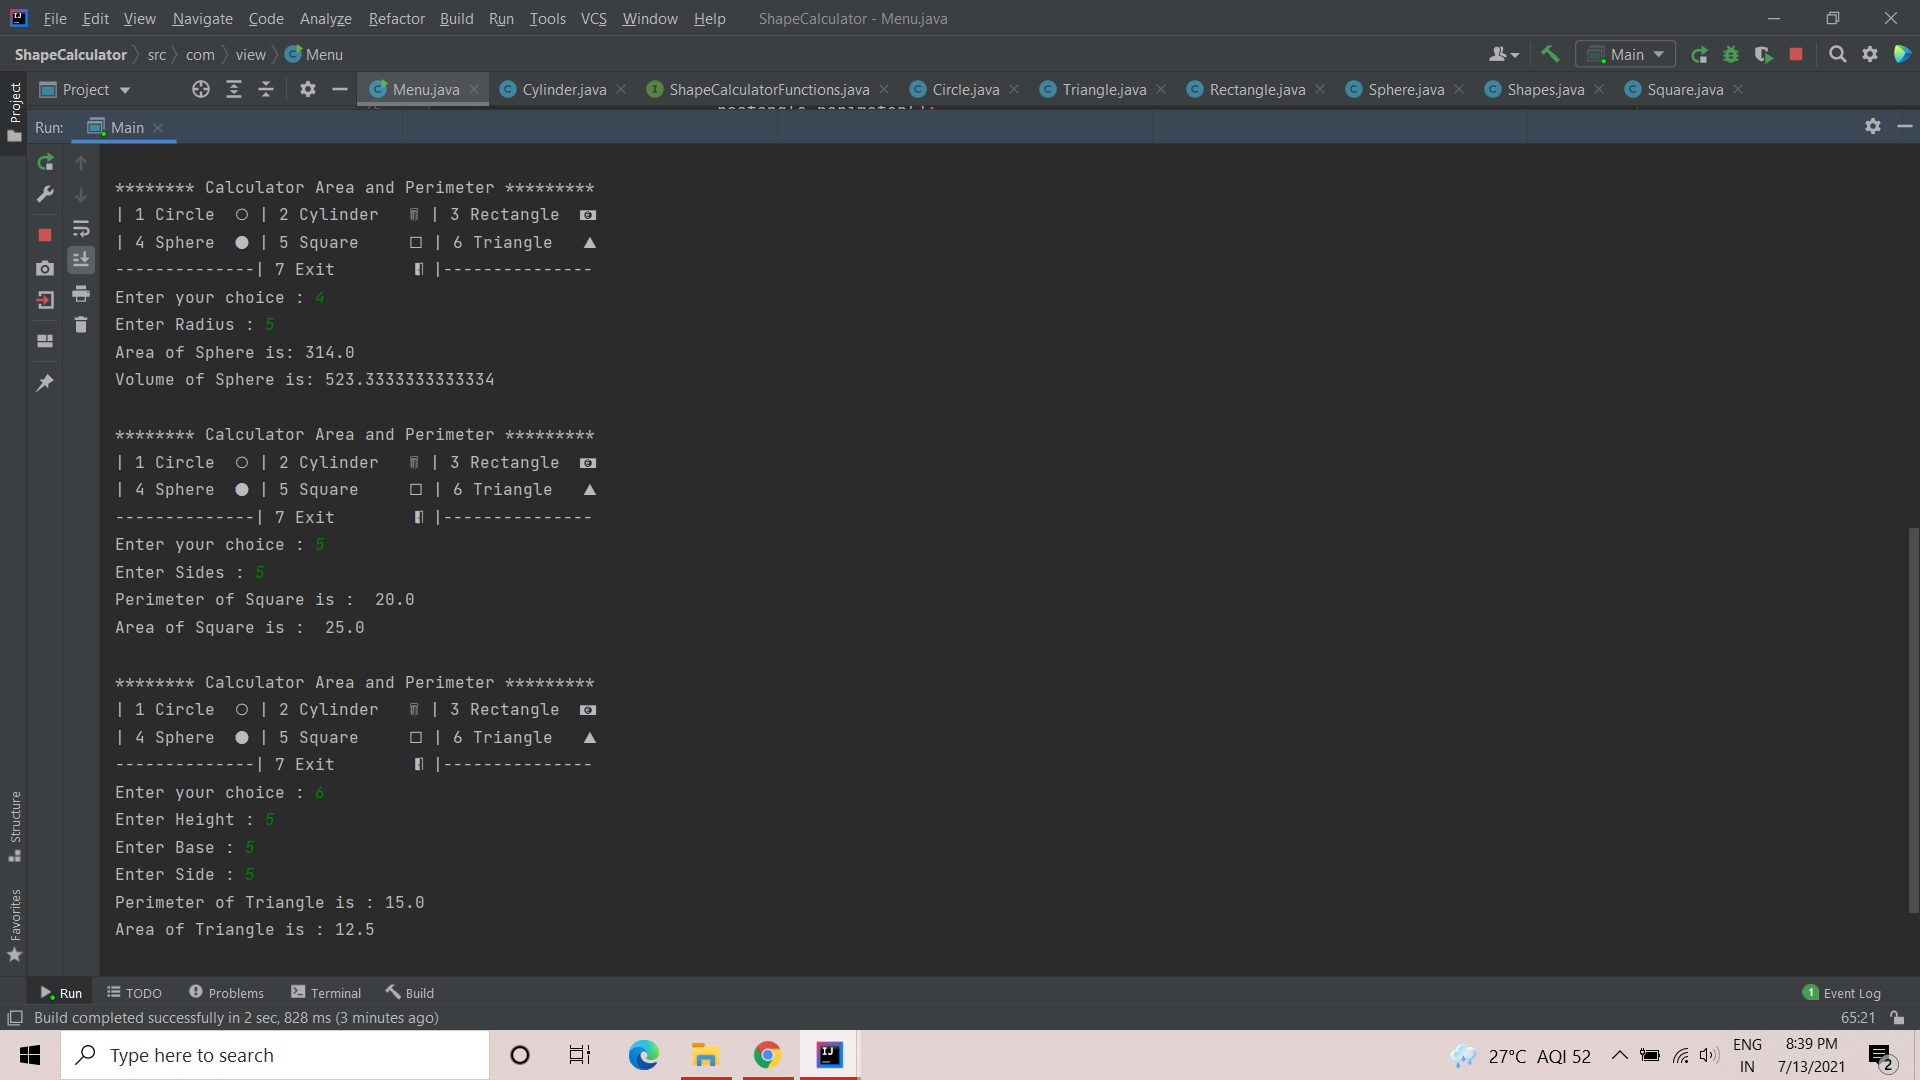 File Edit View Navigate Code Analyze Refactor Build Run Tools VCS Window Help ShapeCalculator - Menu.java
ShapeCalculator src com view Menu Main
Project Menu.java Cylinder.java ShapeCalculatorFunctions.java Circle.java Triangle.java Rectangle.java Sphere.java Shapes.java Square.java
Project
Run: Main
******** Calculator Area and Perimeter *********
| 1 Circle ○ | 2 Cylinder | 3 Rectangle
| 4 Sphere ● | 5 Square □ | 6 Triangle ▲
--------------| 7 Exit |---------------
Enter your choice : 4
Enter Radius : 5
Area of Sphere is: 314.0
Volume of Sphere is: 523.3333333333334
******** Calculator Area and Perimeter *********
| 1 Circle ○ | 2 Cylinder | 3 Rectangle
| 4 Sphere ● | 5 Square □ | 6 Triangle ▲
--------------| 7 Exit |---------------
Enter your choice : 5
Enter Sides : 5
Perimeter of Square is :  20.0
Area of Square is :  25.0
******** Calculator Area and Perimeter *********
| 1 Circle ○ | 2 Cylinder | 3 Rectangle
| 4 Sphere ● | 5 Square □ | 6 Triangle ▲
--------------| 7 Exit |---------------
Enter your choice : 6
Enter Height : 5
Enter Base : 5
Enter Side : 5
Perimeter of Triangle is : 15.0
Area of Triangle is : 12.5
Structure
Favorites
Run TODO Problems Terminal Build 1 Event Log
Build completed successfully in 2 sec, 828 ms (3 minutes ago) 65:21
Type here to search 27°C AQI 52 ENG 8:39 PM
IN 7/13/2021 2